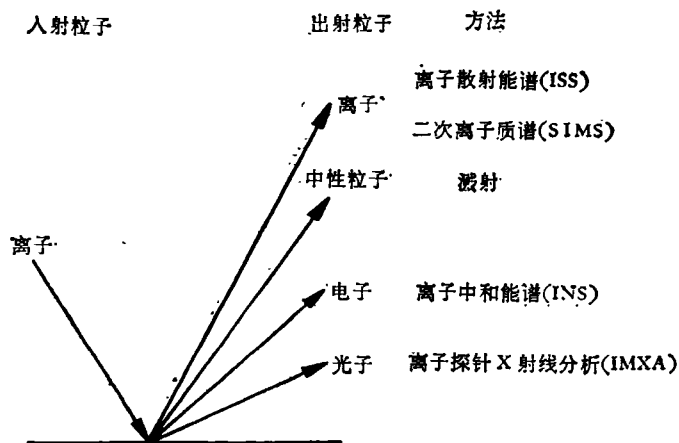 入射粒子 出射粒子 方法
离子 离子散射能谱(ISS)
二次离子质谱(SIMS)
中性粒子 溅射
离子
电子 离子中和能谱(INS)
光子 离子探针 X 射线分析(IMXA)